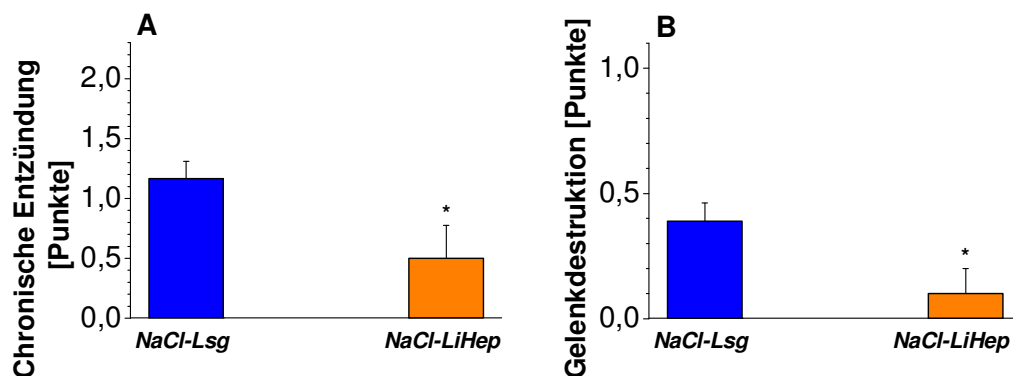 A
Chronische Entzündung
[Punkte]
2,0
1,5
1,0
0,5
0,0
*
NaCl-Lsg
NaCl-LiHep
B
Gelenkdestruktion [Punkte]
1,0
0,5
0,0
*
NaCl-Lsg
NaCl-LiHep